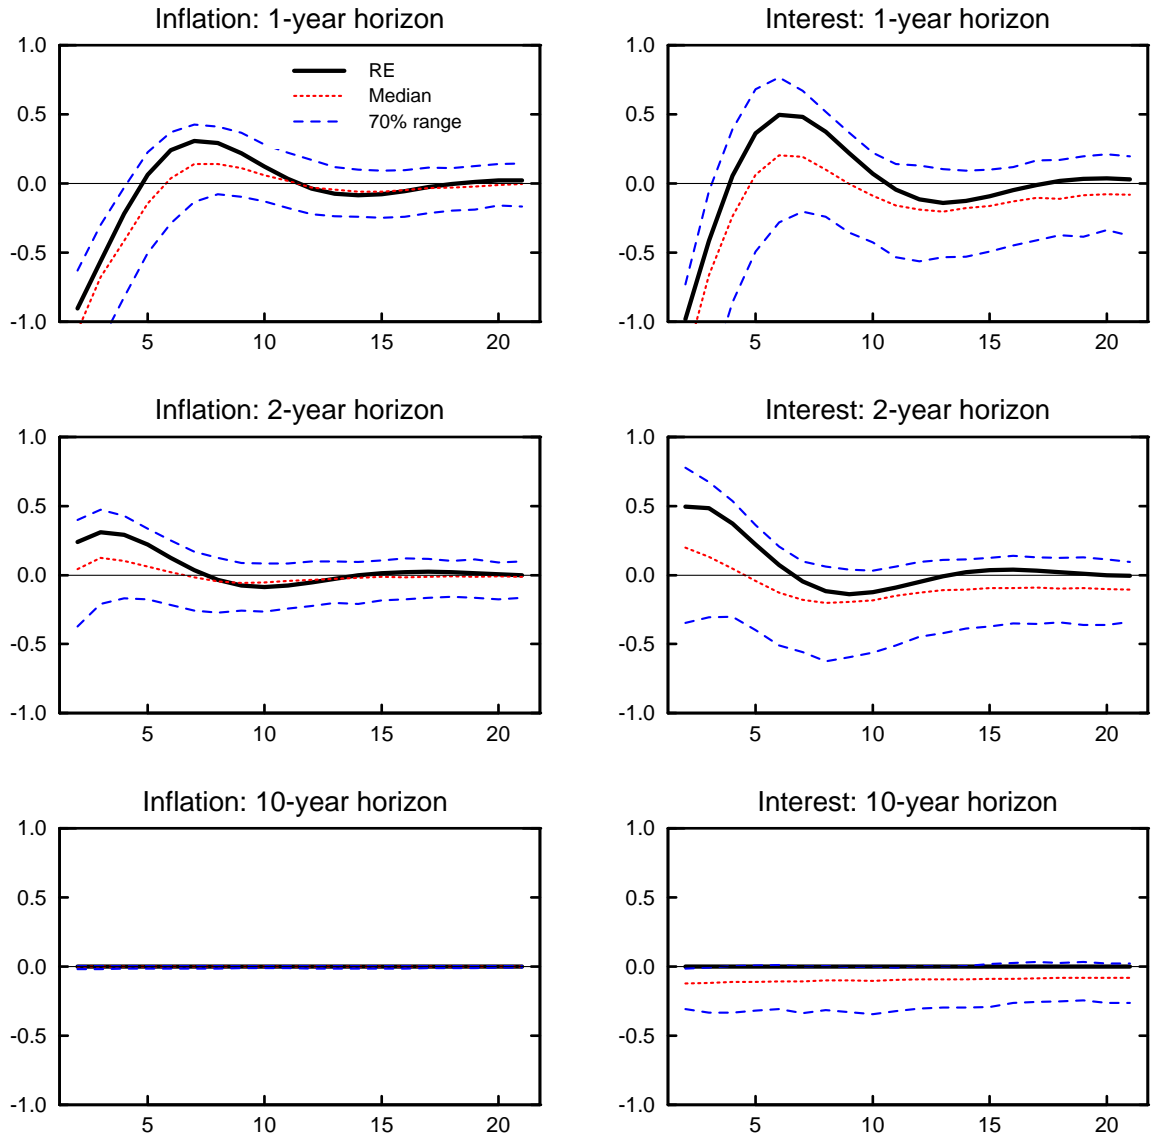 Inflation: 1-year horizon
1.0
0.5
0.0
-0.5
-1.0
RE
Median
70% range
5 10 15 20
Interest: 1-year horizon
1.0
0.5
0.0
-0.5
-1.0
5 10 15 20
Inflation: 2-year horizon
1.0
0.5
0.0
-0.5
-1.0
5 10 15 20
Interest: 2-year horizon
1.0
0.5
0.0
-0.5
-1.0
5 10 15 20
Inflation: 10-year horizon
1.0
0.5
0.0
-0.5
-1.0
5 10 15 20
Interest: 10-year horizon
1.0
0.5
0.0
-0.5
-1.0
5 10 15 20